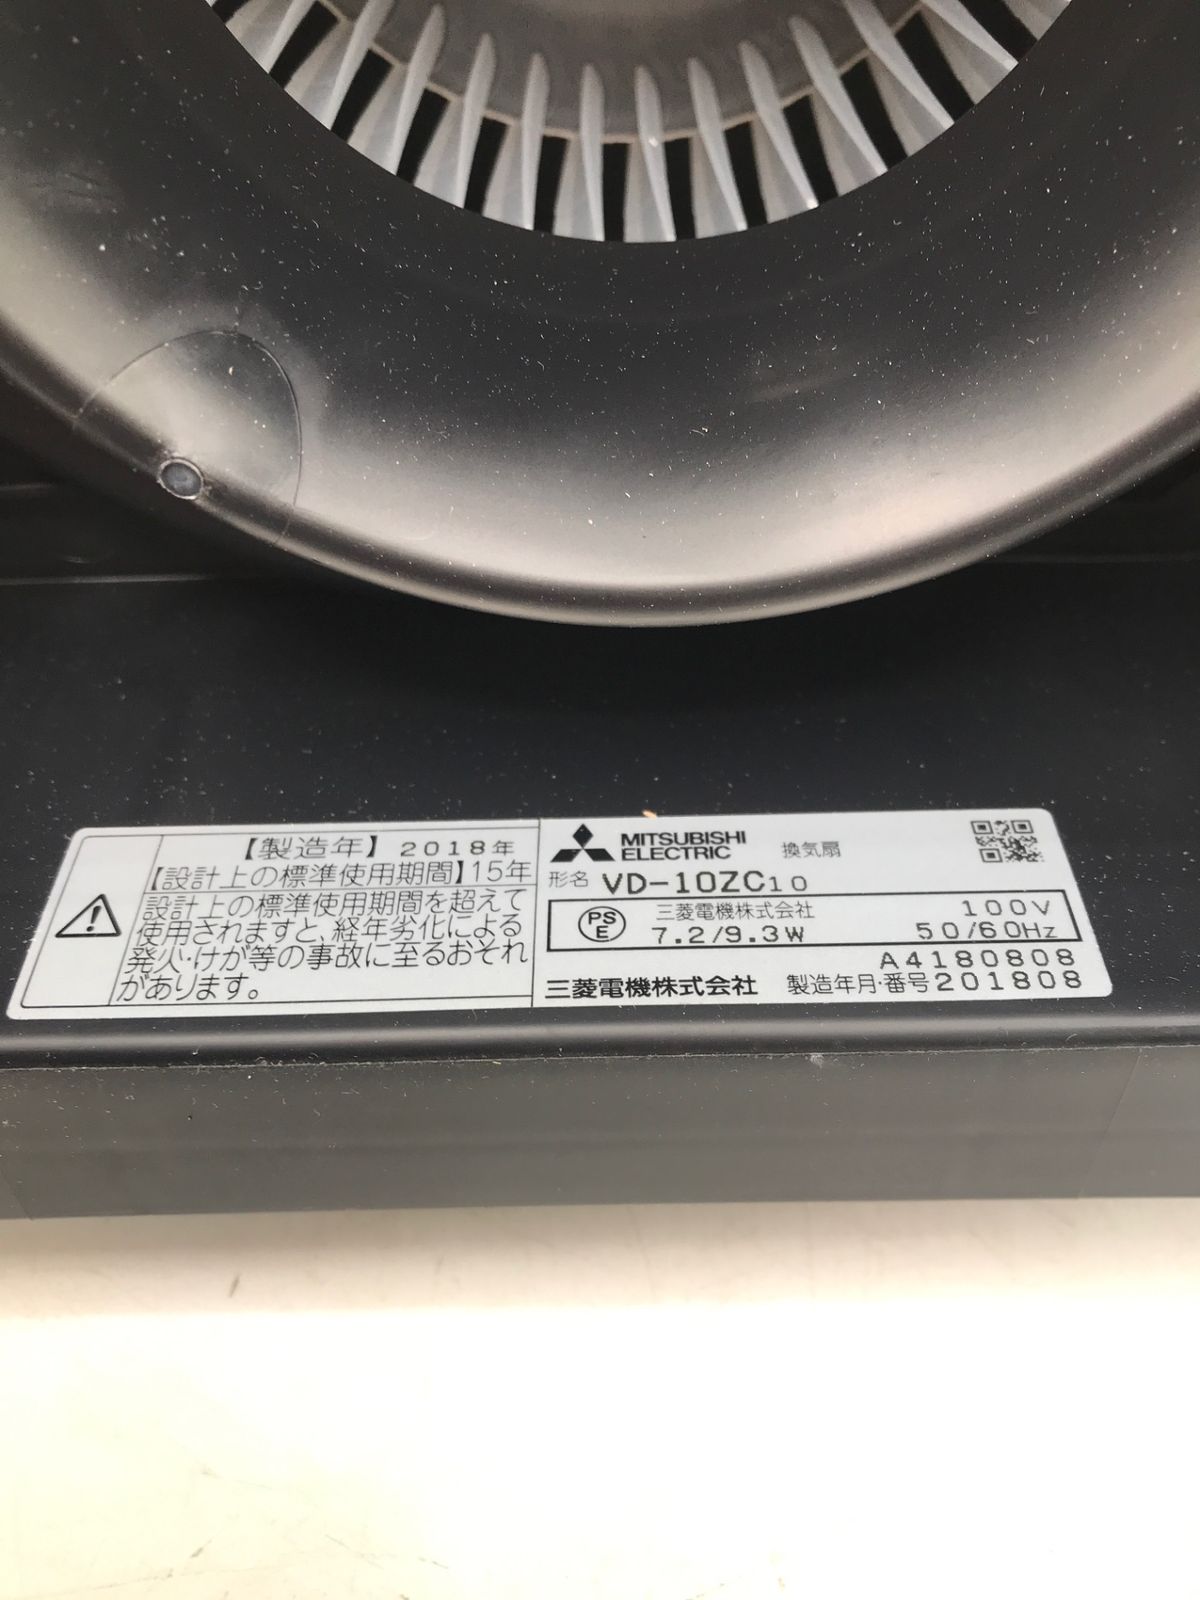 【製造年】2018年
【設計上の標準使用期間】15年
設計上の標準使用期間を超えて
使用されますと、経年劣化による
発火・けが等の事故に至るおそれ
があります。
MITSUBISHI
ELECTRIC 換気扇
形名 VD-10ZC10
PS
E
三菱電機株式会社 100V
7.2/9.3W 50/60Hz
A4180808
三菱電機株式会社 製造年月・番号201808